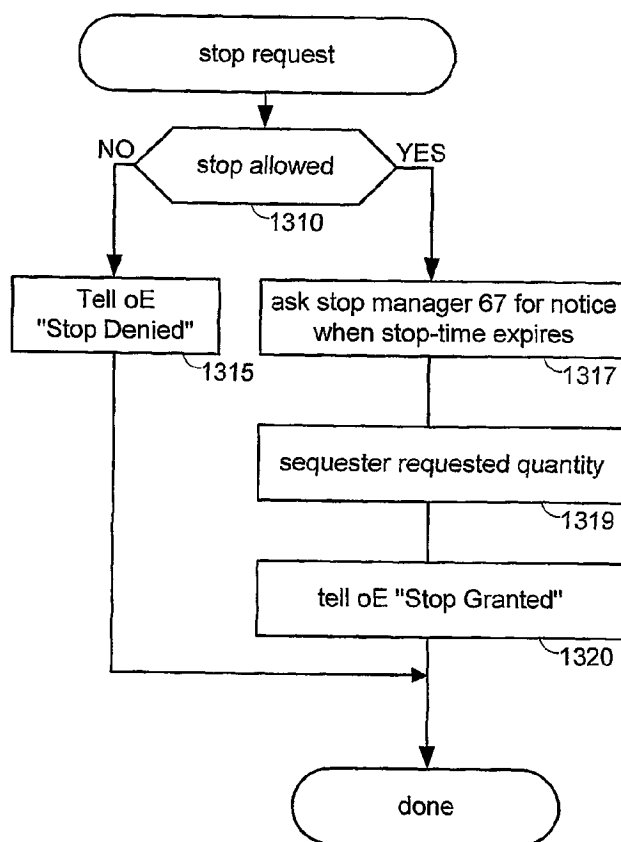 stop request
NO
YES
stop allowed
1310
Tell oE
"Stop Denied"
1315
ask stop manager 67 for notice
when stop-time expires
1317
sequester requested quantity
1319
tell oE "Stop Granted"
1320
done